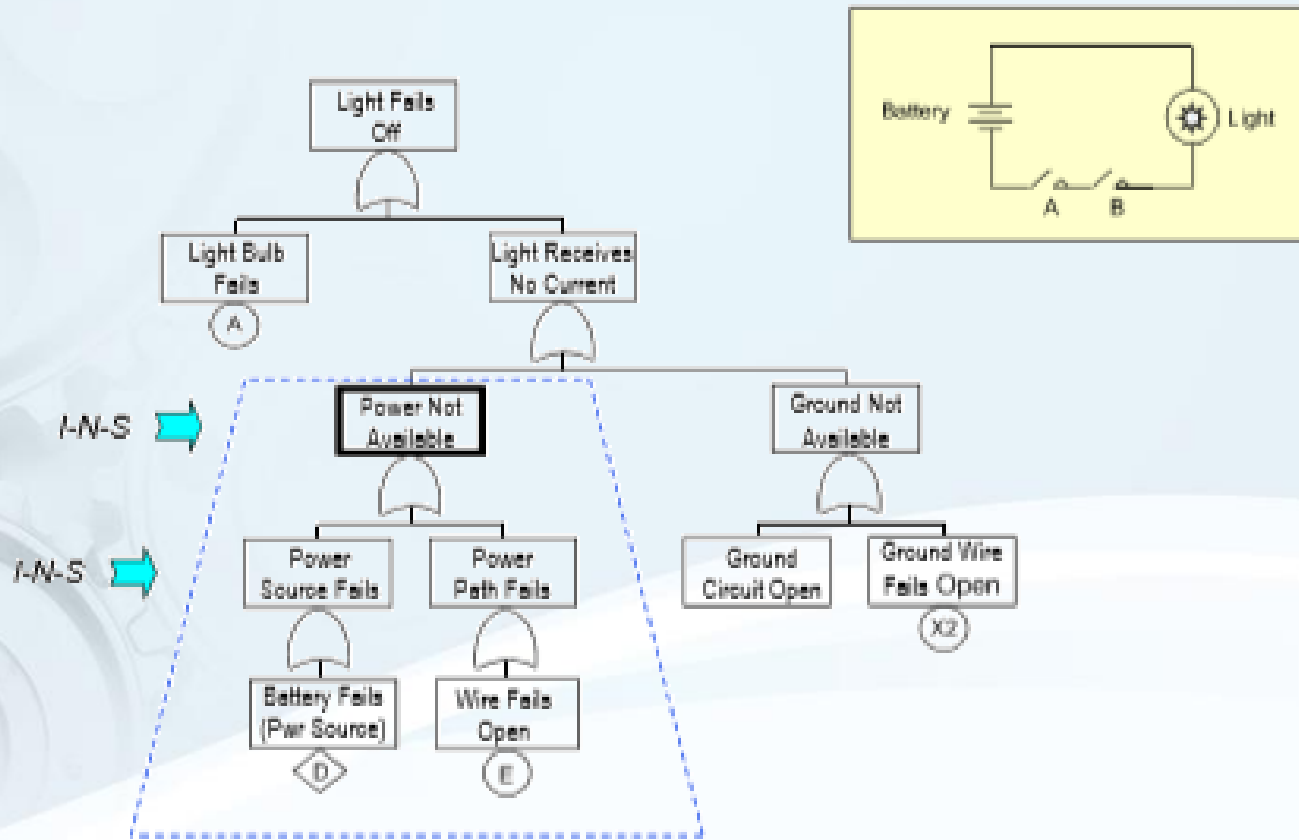 Light Fails
Off
Battery
Light
A
B
Light Bulb
Fails
A
Light Receives
No Current
I-N-S
Power Not
Available
Ground Not
Available
I-N-S
Power
Source Fails
Power
Path Fails
Ground
Circuit Open
Ground Wire
Fails Open
X2
Battery Fails
(Pwr Source)
D
Wire Fails
Open
E